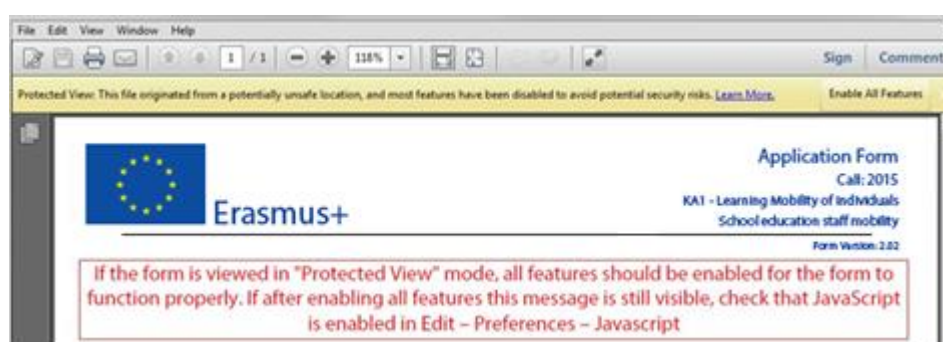 File Edit View Window Help
1 / 1 118% Sign Comment
Protected View: This file originated from a potentially unsafe location, and most features have been disabled to avoid potential security risks. Learn More. Enable All Features
Application Form
Call: 2015
KA1 - Learning Mobility of Individuals
Erasmus+
School education staff mobility
Form Version: 2.02
If the form is viewed in "Protected View" mode, all features should be enabled for the form to
function properly. If after enabling all features this message is still visible, check that JavaScript
is enabled in Edit – Preferences – Javascript